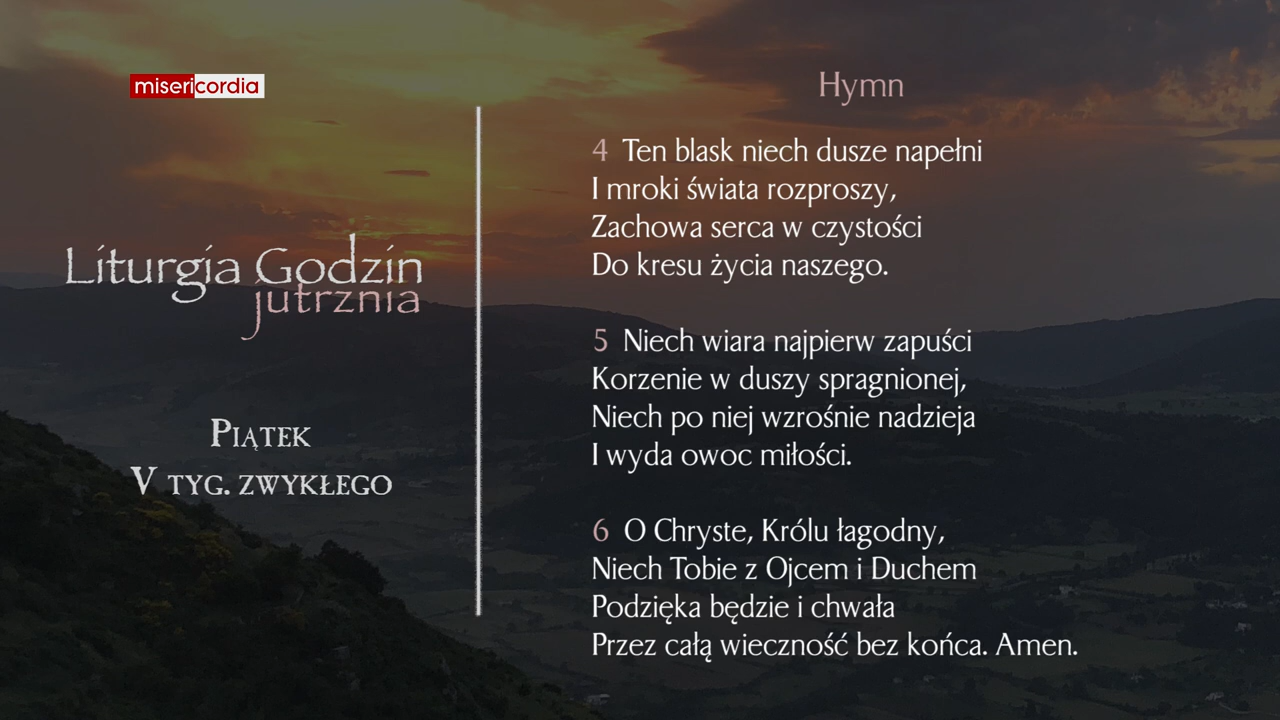 misericordia
Liturgia Godzin
jutrznia
Piątek
V tyg. zwykłego
Hymn
4 Ten blask niech dusze napełni
I mroki świata rozproszy,
Zachowa serca w czystości
Do kresu życia naszego.
5 Niech wiara najpierw zapuści
Korzenie w duszy spragnionej,
Niech po niej wzrośnie nadzieja
I wyda owoc miłości.
6 O Chryste, Królu łagodny,
Niech Tobie z Ojcem i Duchem
Podzięka będzie i chwała
Przez całą wieczność bez końca. Amen.